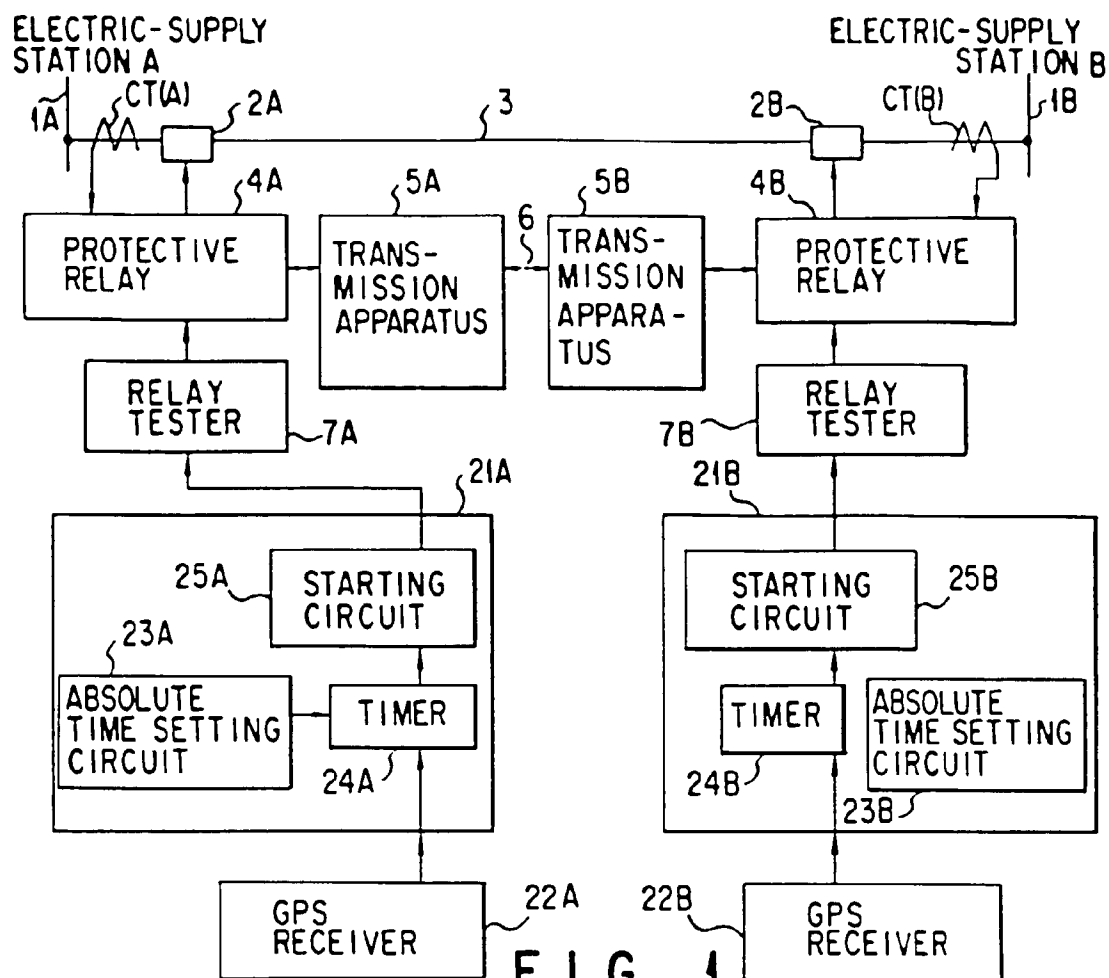 ELECTRIC-SUPPLY
STATION A
ELECTRIC-SUPPLY
STATION B
1A
CT(A)
2A
3
2B
CT(B)
1B
4A
5A
5B
4B
6
PROTECTIVE
RELAY
TRANS-
MISSION
APPARATUS
TRANS-
MISSION
APPARA-
TUS
PROTECTIVE
RELAY
RELAY
TESTER
7A
RELAY
TESTER
7B
21A
21B
25A
STARTING
CIRCUIT
STARTING
CIRCUIT
25B
23A
ABSOLUTE
TIME SETTING
CIRCUIT
TIMER
24A
TIMER
24B
ABSOLUTE
TIME SETTING
CIRCUIT
23B
GPS
RECEIVER
22A
22B
GPS
RECEIVER
FIG. 1